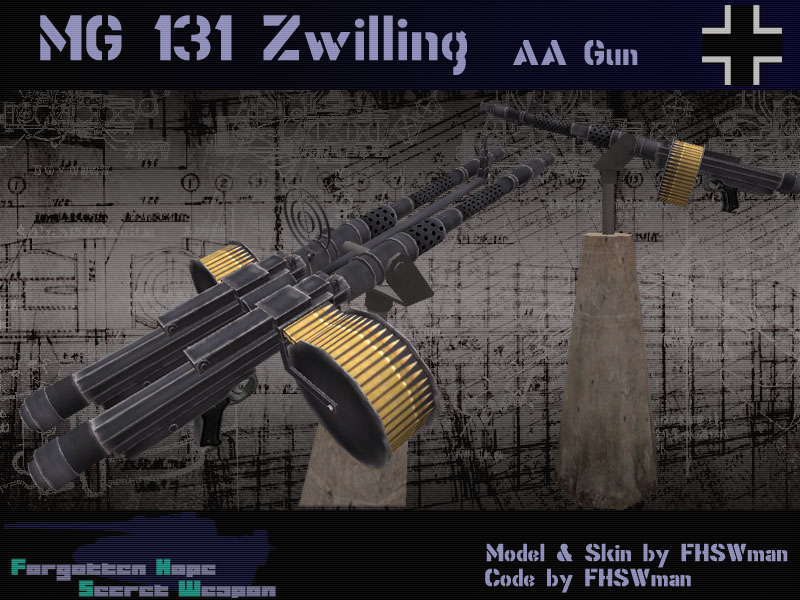 MG 131 Zwilling AA Gun
Forgotten Hope
Secret Weapon
Model & Skin by FHSWman
Code by FHSWman